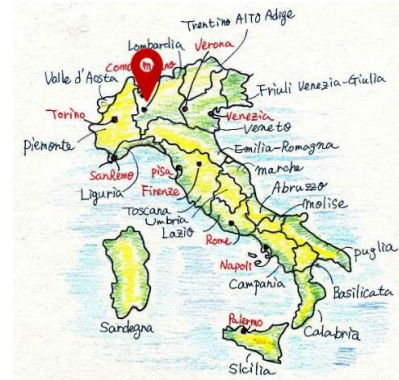 Trentino AlTO Adige
Lombardia
Verona
Como
m
Valle d'Aosta
Friuli Venezia-Giulia
Torino
Venezia
Veneto
piemonte
Emilia-Romagna
SanRemo
pisa
marche
Liguria
Firenze
Abruzzo
Toscana
molise
Umbria
Lazio
Rome
puglia
Napoli
Campania
Basilicata
Palermo
Sardegna
Calabria
Sicilia